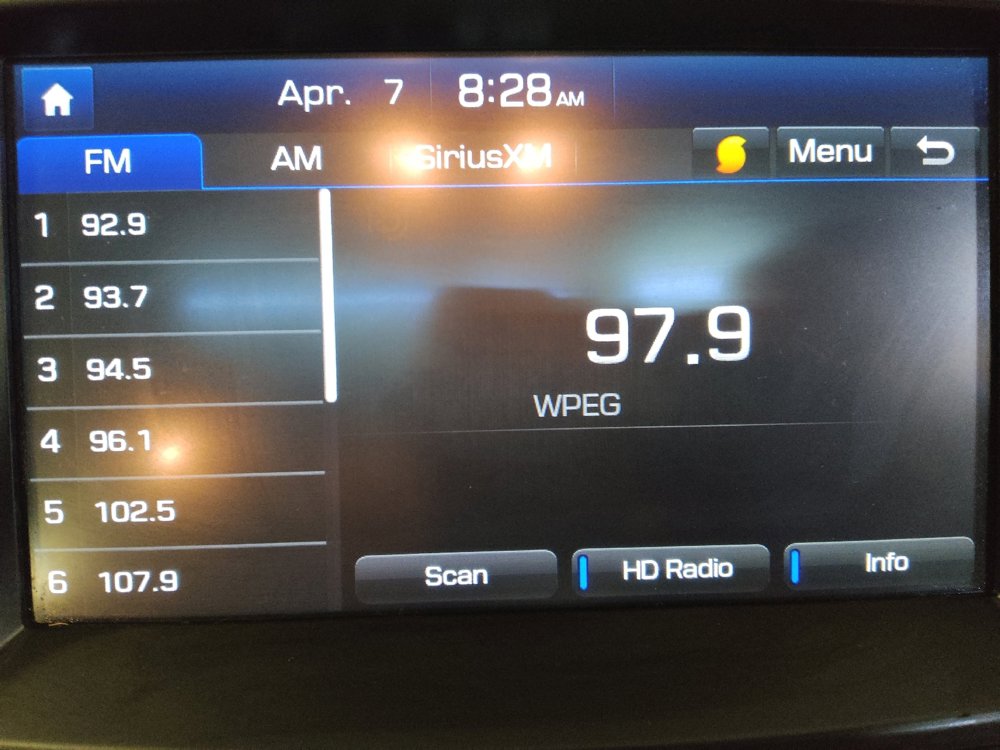 Apr. 7 8:28 AM
FM AM SiriusXM Menu
1 92.9
2 93.7
3 94.5
4 96.1
5 102.5
6 107.9
97.9
WPEG
Scan HD Radio Info